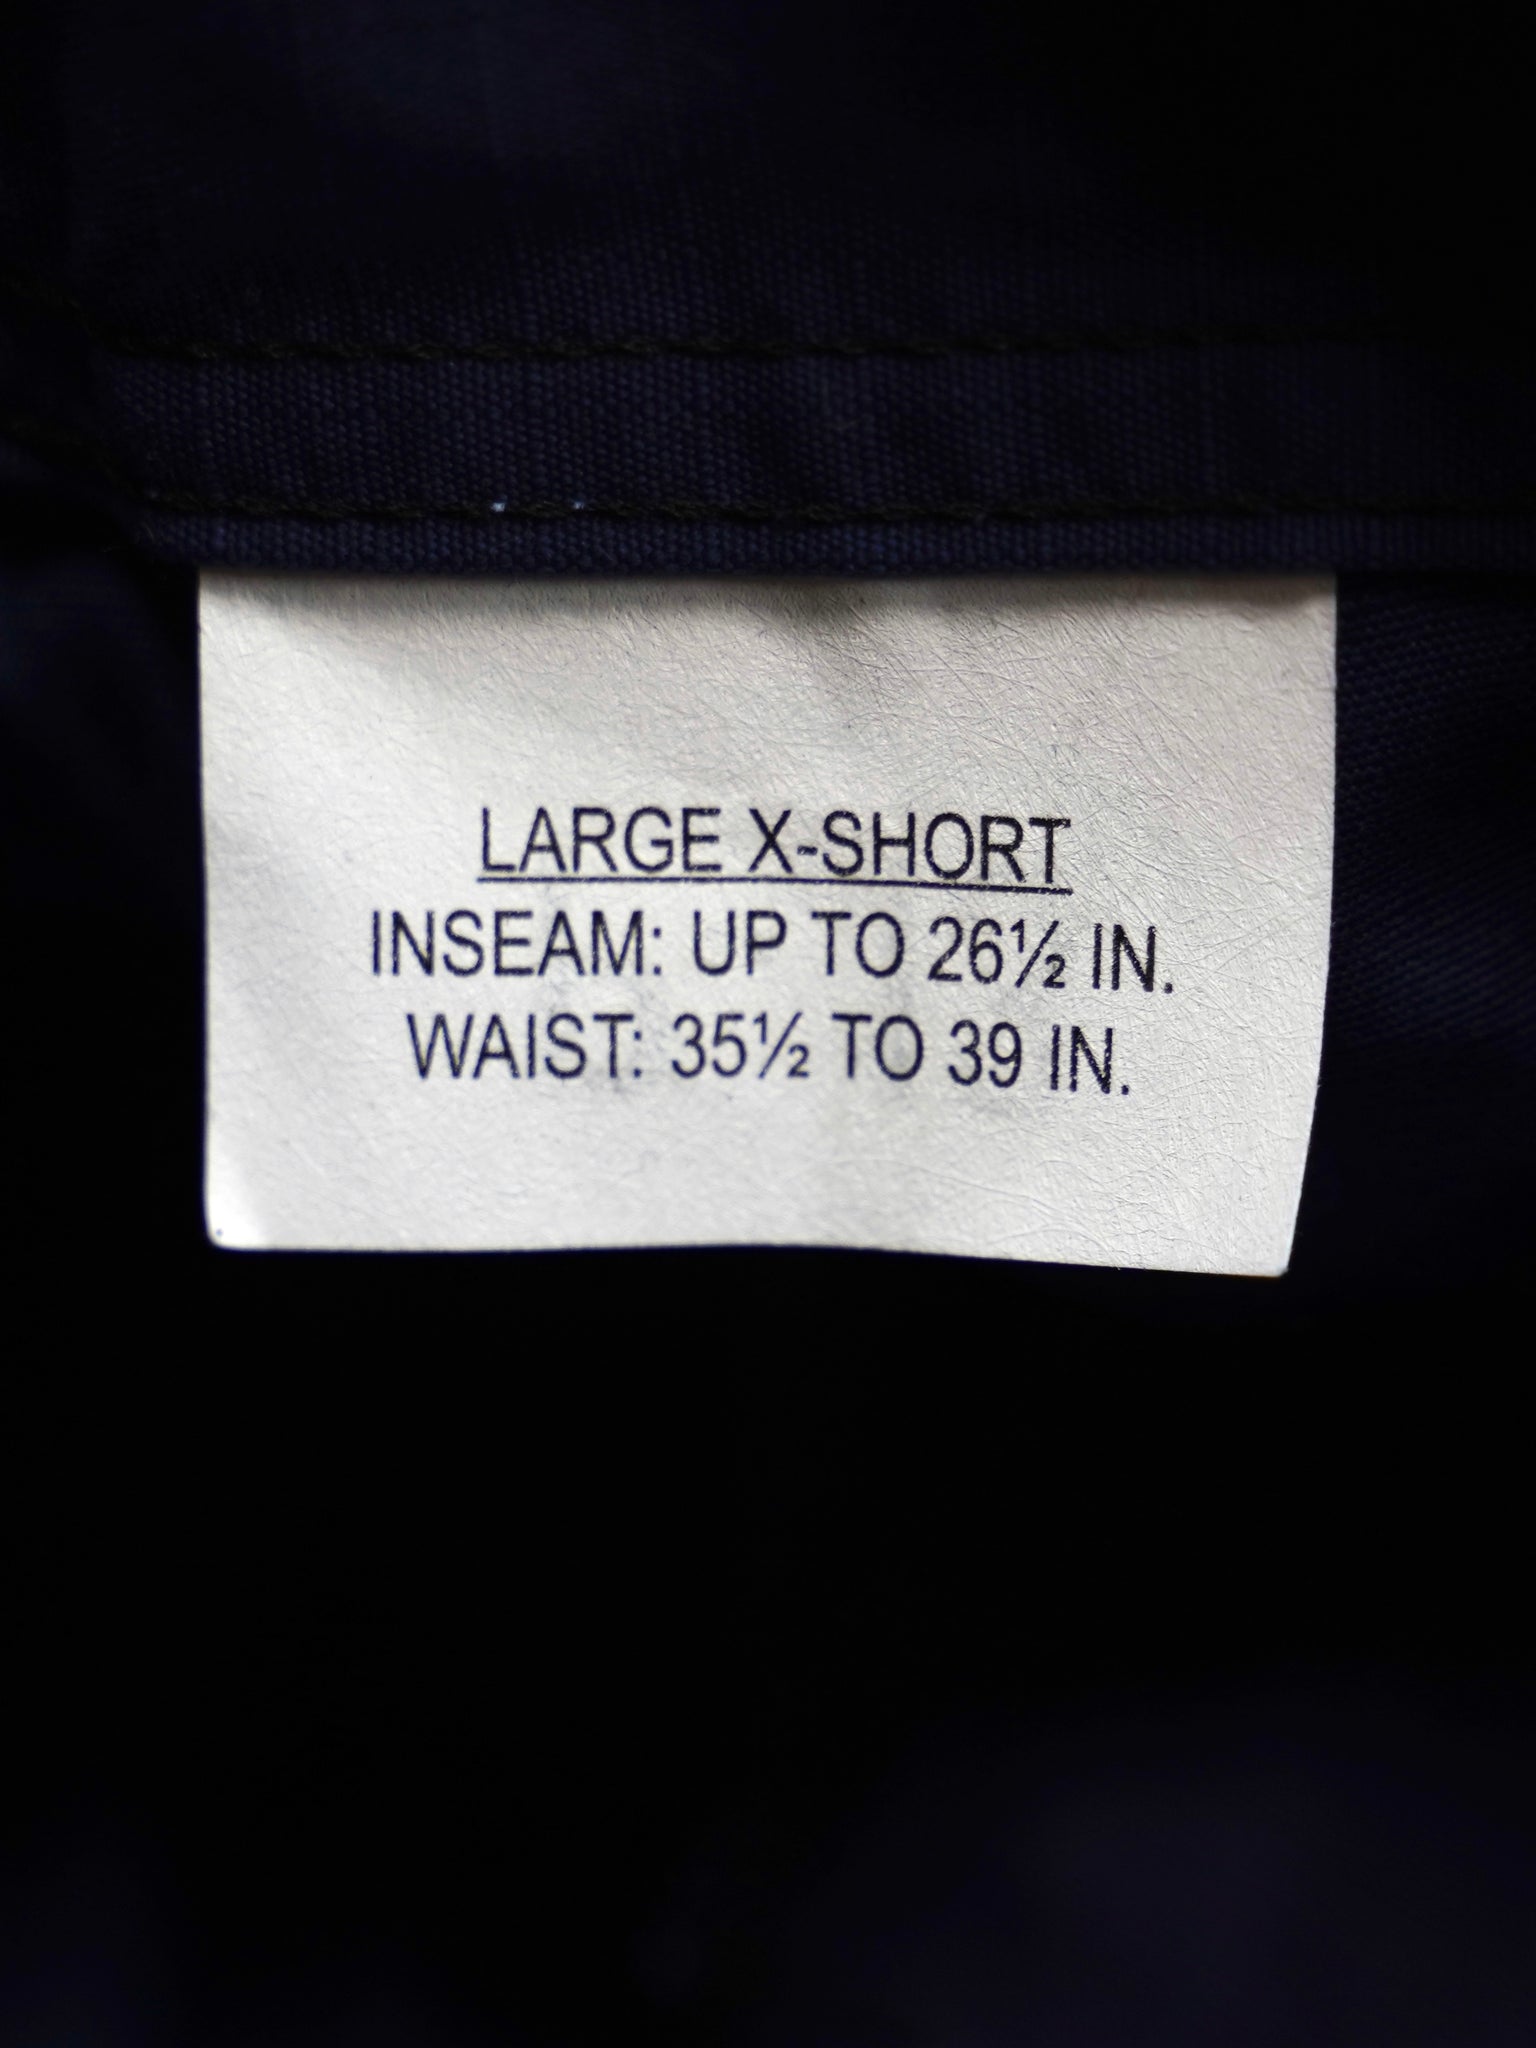 LARGE X-SHORT
INSEAM: UP TO 26½ IN.
WAIST: 35½ TO 39 IN.